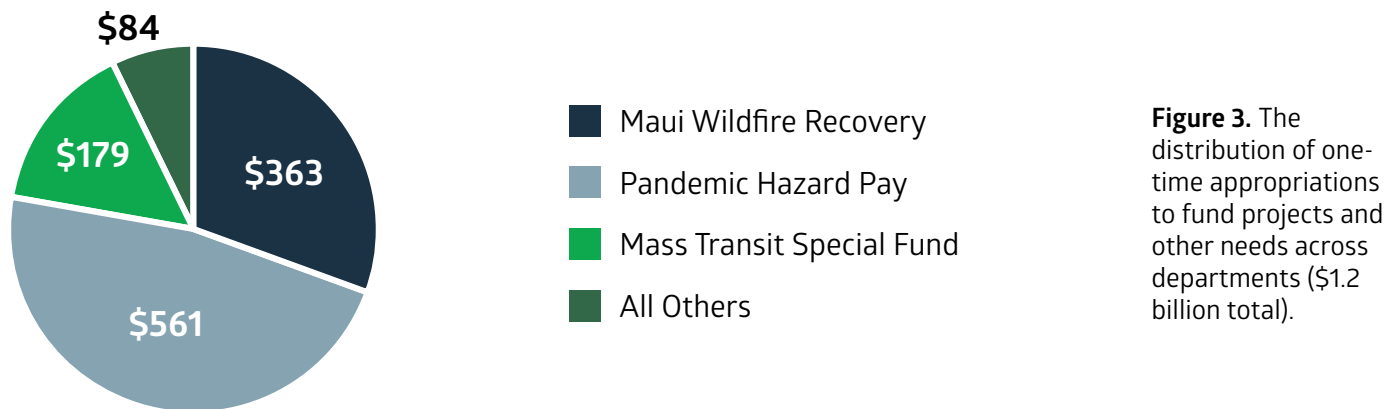 $84
$363
$179
$561
Maui Wildfire Recovery
Pandemic Hazard Pay
Mass Transit Special Fund
All Others
Figure 3. The
distribution of one-
time appropriations
to fund projects and
other needs across
departments ($1.2
billion total).